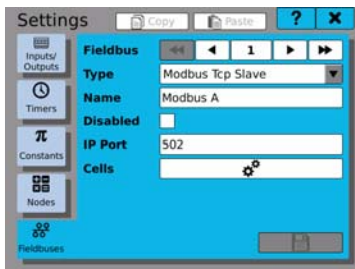 Settings Copy Paste ? ×
Inputs/
Outputs
Timers
π
Constants
Nodes
Fieldbuses
Fieldbus 1
Type Modbus Tcp Slave
Name Modbus A
Disabled
IP Port 502
Cells